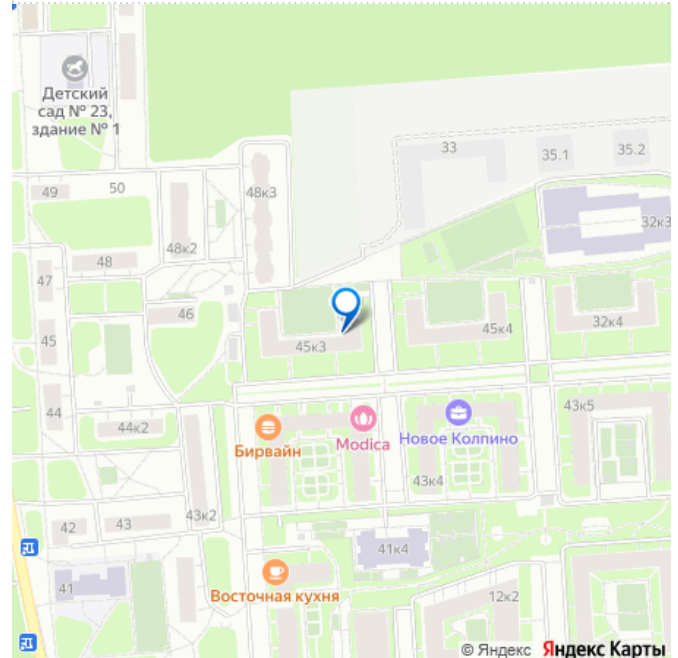 Детский
сад № 23,
здание № 1
33
35.1
35.2
49
50
48к3
32к3
48к2
48
47
46
45
45к3
45к4
32к4
44
44к2
Бирвайн
Modica
Новое Колпино
43к5
43к4
43к2
42
43
41к4
41
Восточная кухня
12к2
© Яндекс Яндекс Карты